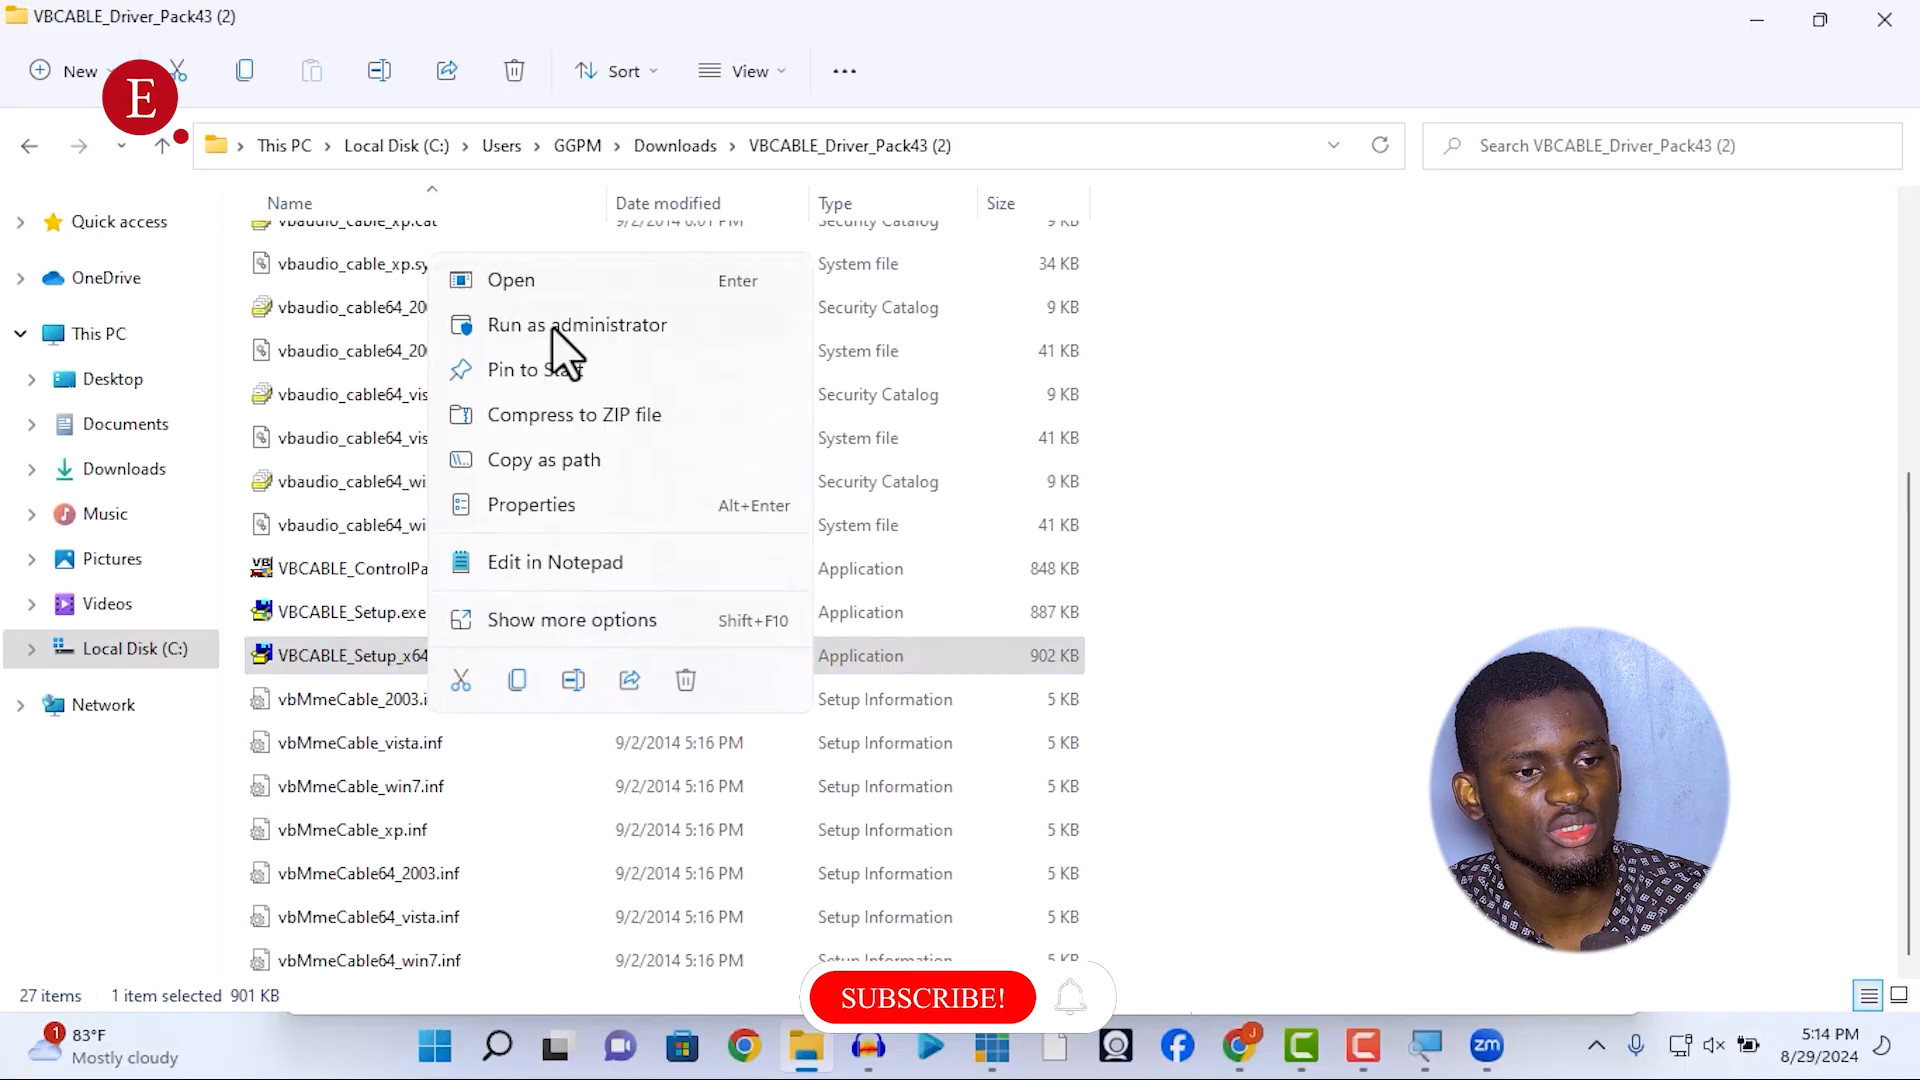 VBCABLE_Driver_Pack43 (2)
New
Sort
View
E
This PC
Local Disk (C:)
Users
GGPM
Downloads
VBCABLE_Driver_Pack43 (2)
Search VBCABLE_Driver_Pack43 (2)
Name
Date modified
Type
Size
Quick access
OneDrive
This PC
Desktop
Documents
Downloads
Music
Pictures
Videos
Local Disk (C:)
Network
vbaudio_cable_xp.cat 9/2/2014 6:01 PM Security Catalog 9 KB
vbaudio_cable_xp.sy System file 34 KB
vbaudio_cable64_20 Security Catalog 9 KB
vbaudio_cable64_20 System file 41 KB
vbaudio_cable64_vis Security Catalog 9 KB
vbaudio_cable64_vis System file 41 KB
vbaudio_cable64_wi Security Catalog 9 KB
vbaudio_cable64_wi System file 41 KB
VBCABLE_ControlPa Application 848 KB
VBCABLE_Setup.exe Application 887 KB
VBCABLE_Setup_x64 Application 902 KB
vbMmeCable_2003.i Setup Information 5 KB
vbMmeCable_vista.inf 9/2/2014 5:16 PM Setup Information 5 KB
vbMmeCable_win7.inf 9/2/2014 5:16 PM Setup Information 5 KB
vbMmeCable_xp.inf 9/2/2014 5:16 PM Setup Information 5 KB
vbMmeCable64_2003.inf 9/2/2014 5:16 PM Setup Information 5 KB
vbMmeCable64_vista.inf 9/2/2014 5:16 PM Setup Information 5 KB
vbMmeCable64_win7.inf 9/2/2014 5:16 PM Setup Information 5 KB
Open Enter
Run as administrator
Pin to Start
Compress to ZIP file
Copy as path
Properties Alt+Enter
Edit in Notepad
Show more options Shift+F10
27 items 1 item selected 901 KB
SUBSCRIBE!
1
83°F
Mostly cloudy
J
zm
5:14 PM
8/29/2024